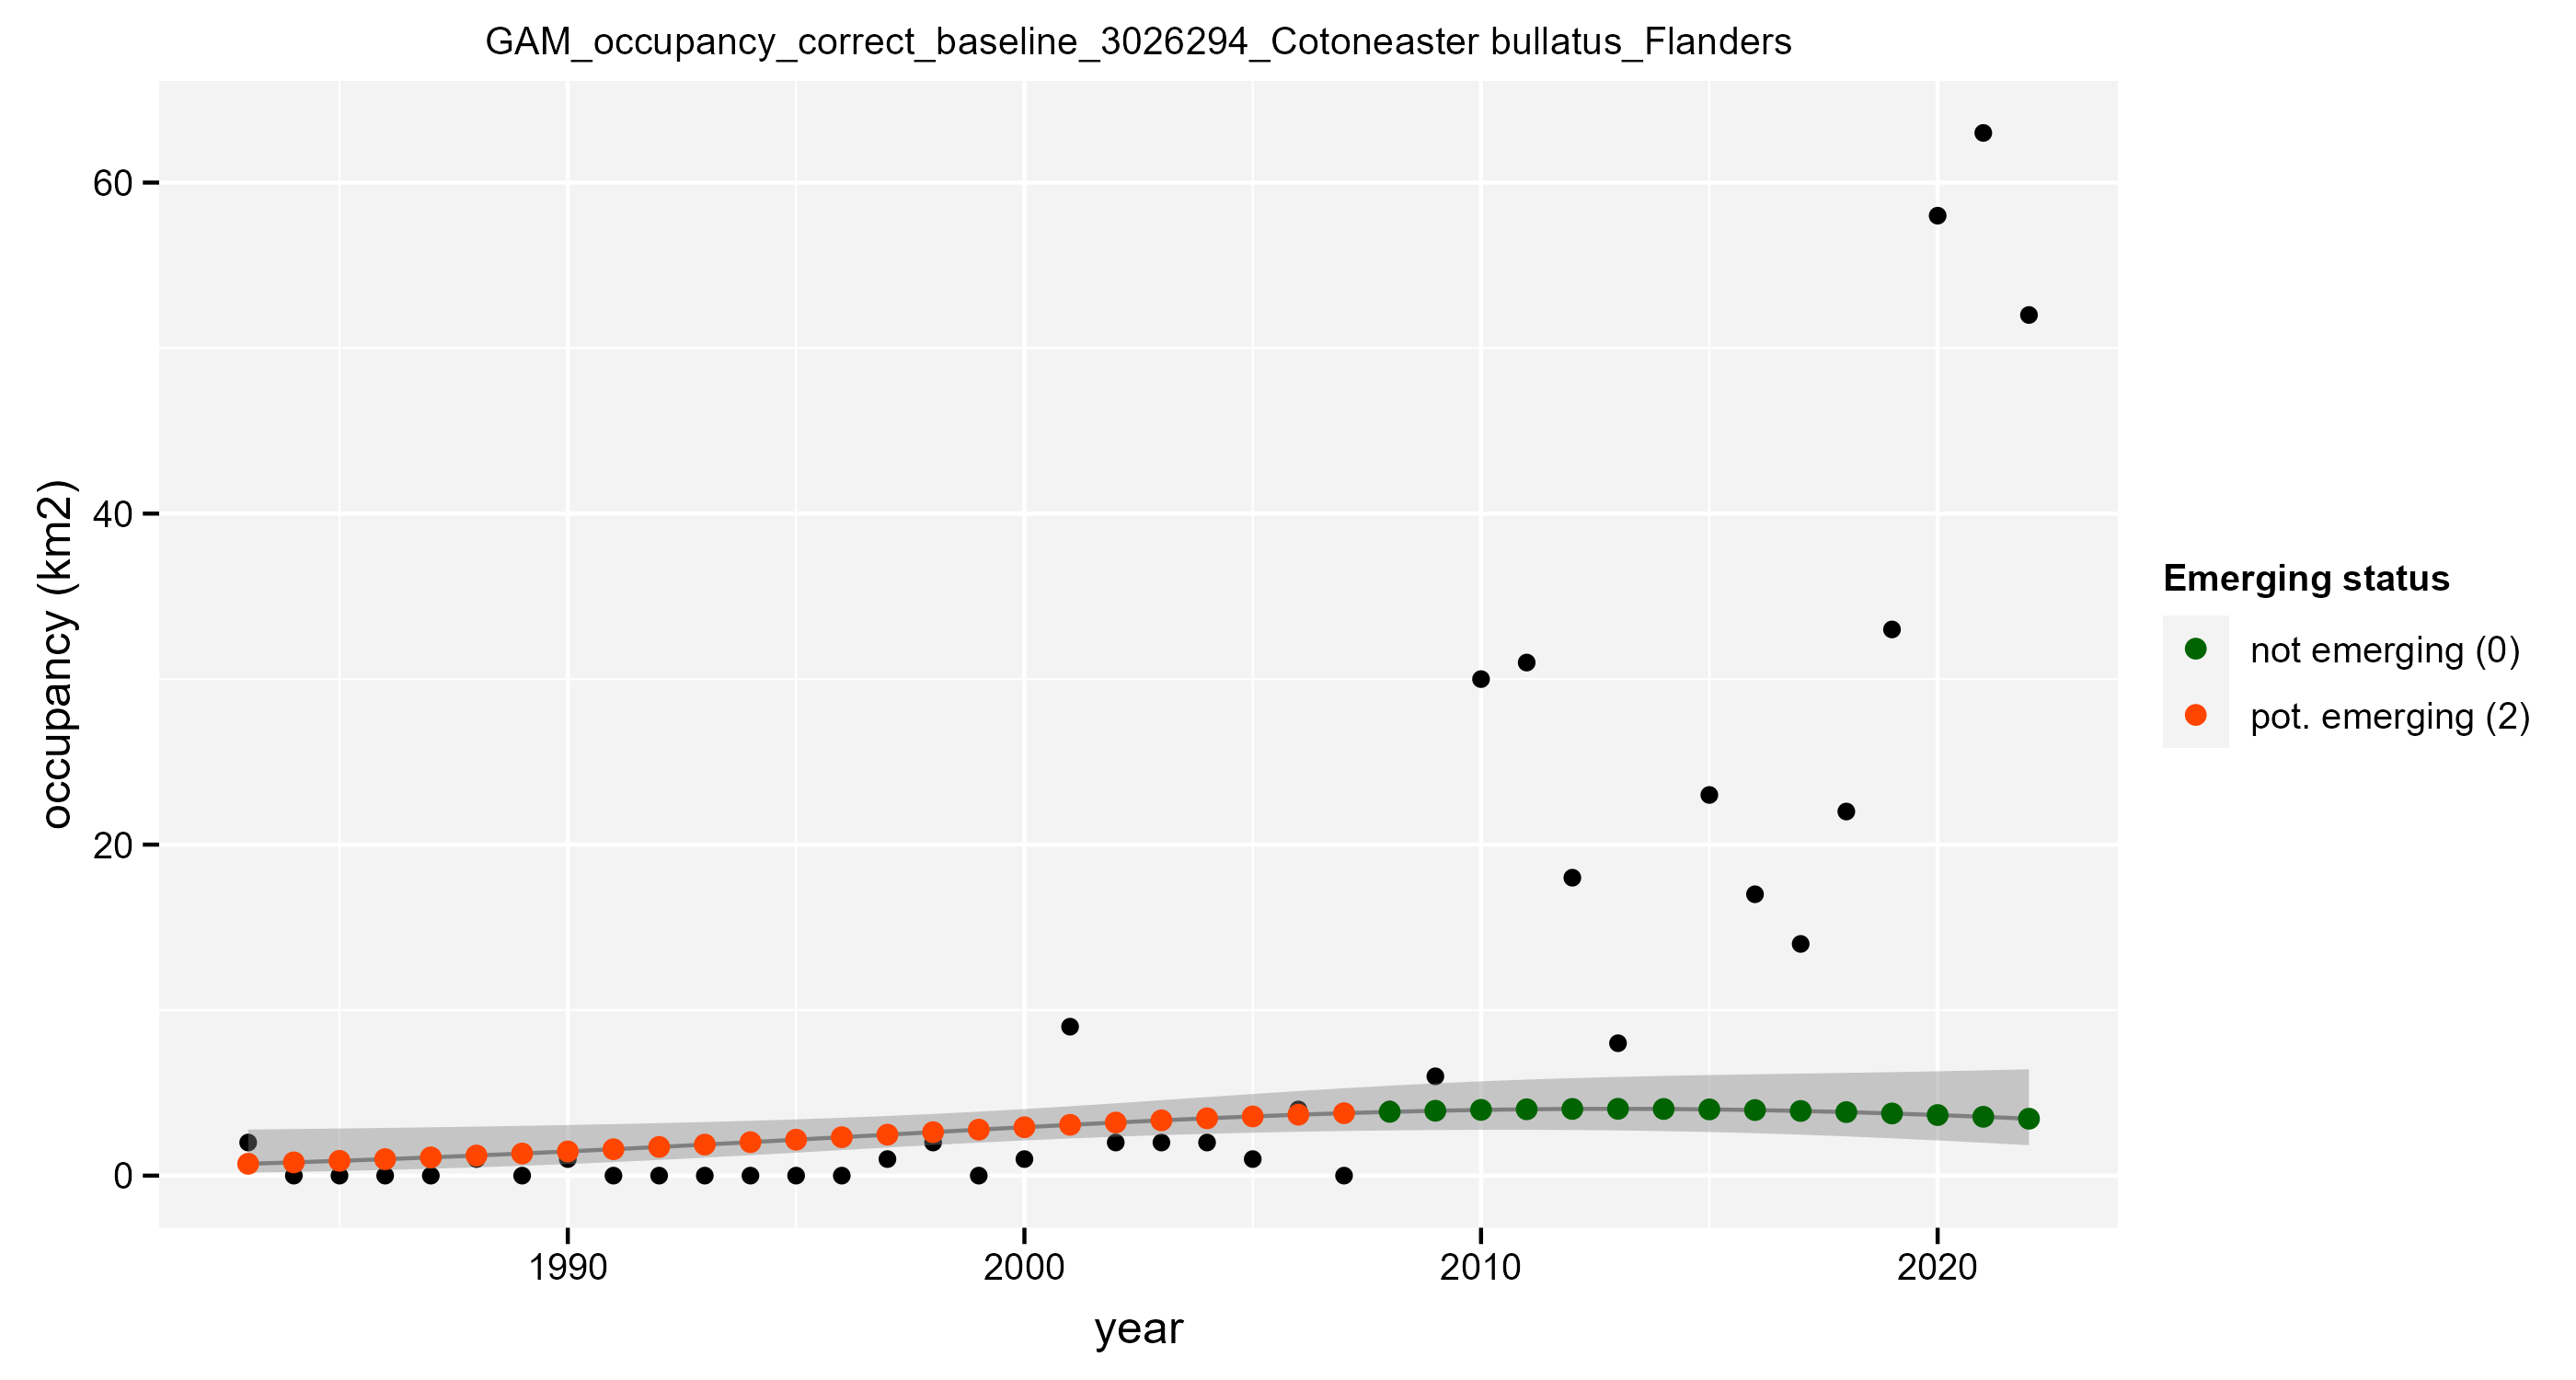 GAM_occupancy_correct_baseline_3026294_Cotoneaster bullatus_Flanders
60
40
20
0
occupancy (km2)
1990
2000
2010
2020
year
Emerging status
not emerging (0)
pot. emerging (2)